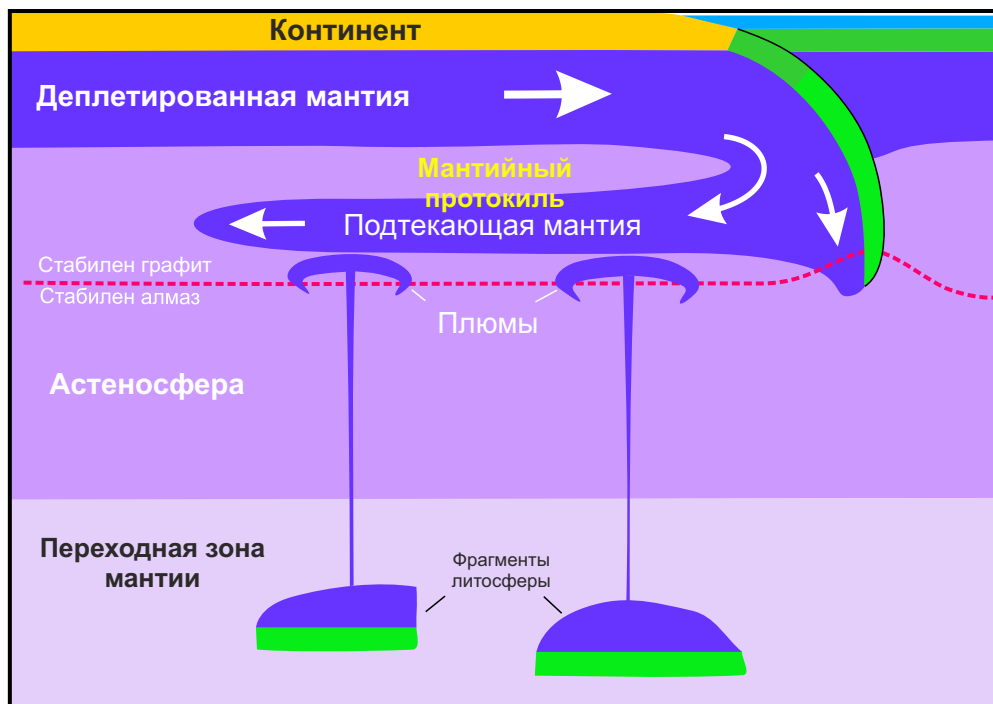 Континент
Деплетированная мантия
Мантийный
протокиль
Подтекающая мантия
Стабилен графит
Стабилен алмаз
Плюмы
Астеносфера
Переходная зона
мантии
Фрагменты
литосферы